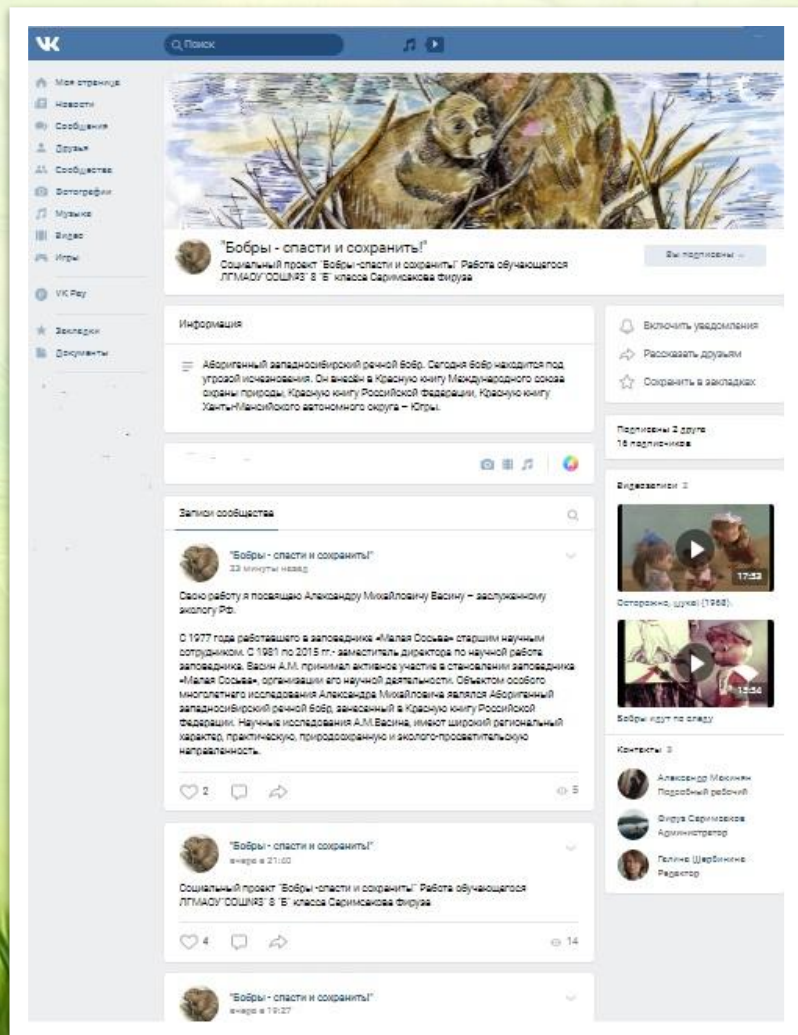 Поиск
Моя страница
Новости
Сообщения
Друзья
Сообщества
Фотографии
Музыка
Видео
Игры
VK Pay
Закладки
Документы
"Бобры - спасти и сохранить!"
Социальный проект "Бобры -спасти и сохранить!" Работа обучающегося
ЛГМАОУ"СОШ№3" 8 "Б" класса Саримсакова Фируза
Вы подписаны
Информация
Аборигенный западносибирский речной бобр. Сегодня бобр находится под
угрозой исчезновения. Он внесён в Красную книгу Международного союза
охраны природы, Красную книгу Российской Федерации, Красную книгу
Ханты-Мансийского автономного округа – Югры.
Записи сообщества
"Бобры - спасти и сохранить!"
33 минуты назад
Свою работу я посвящаю Александру Михайловичу Васину – заслуженному
экологу РФ.
С 1977 года работавшего в заповеднике «Малая Сосьва» старшим научным
сотрудником. С 1981 по 2015 гг.- заместитель директора по научной работе
заповедника. Васин А.М. принимал активное участие в становлении заповедника
«Малая Сосьва», организации его научной деятельности. Объектом особого
многолетнего исследования Александра Михайловича являлся Аборигенный
западносибирский речной бобр, занесенный в Красную книгу Российской
Федерации. Научные исследования А.М.Васина, имеют широкий региональный
характер, практическую, природоохранную и эколого-просветительскую
направленность.
2
5
"Бобры - спасти и сохранить!"
вчера в 21:40
Социальный проект "Бобры -спасти и сохранить!" Работа обучающегося
ЛГМАОУ"СОШ№3" 8 "Б" класса Саримсакова Фируза
4
14
"Бобры - спасти и сохранить!"
вчера в 19:27
Включить уведомления
Рассказать друзьям
Сохранить в закладках
Подписаны 2 друга
16 подписчиков
Видеозаписи
17:53
Осторожно, щука! (1968).
13:34
Бобры идут по следу
Контакты 3
Александр Мекинян
Подсобный рабочий
Фируз Саримсаков
Администратор
Галина Щербинина
Редактор